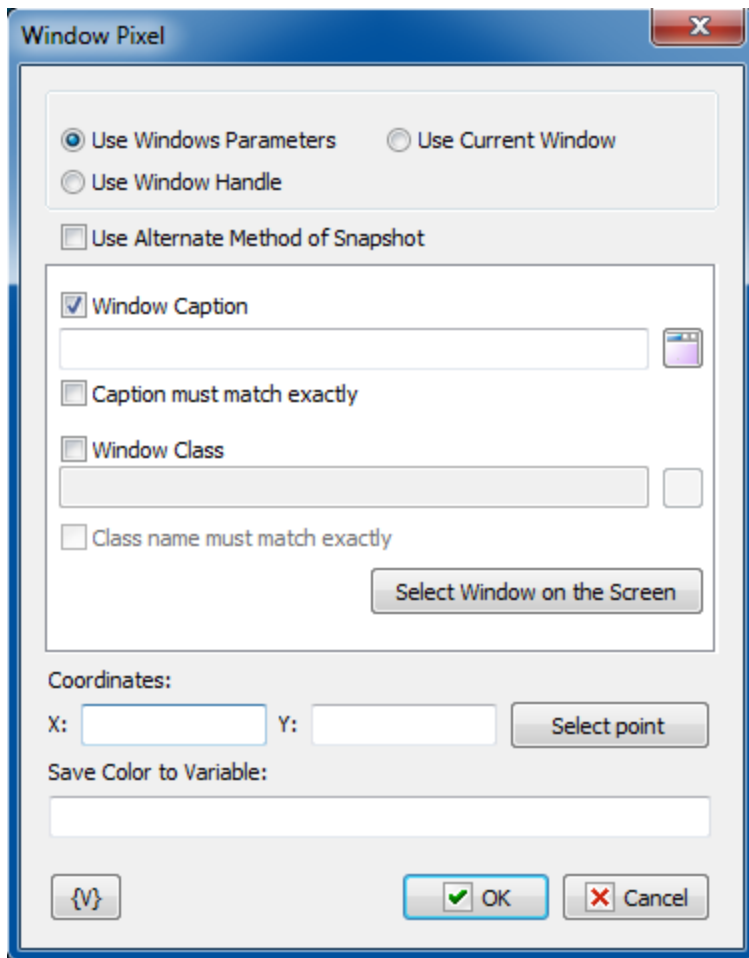 Window Pixel
Use Windows Parameters Use Current Window
Use Window Handle
Use Alternate Method of Snapshot
Window Caption
Caption must match exactly
Window Class
Class name must match exactly
Select Window on the Screen
Coordinates:
X: Y: Select point
Save Color to Variable:
{V} OK Cancel